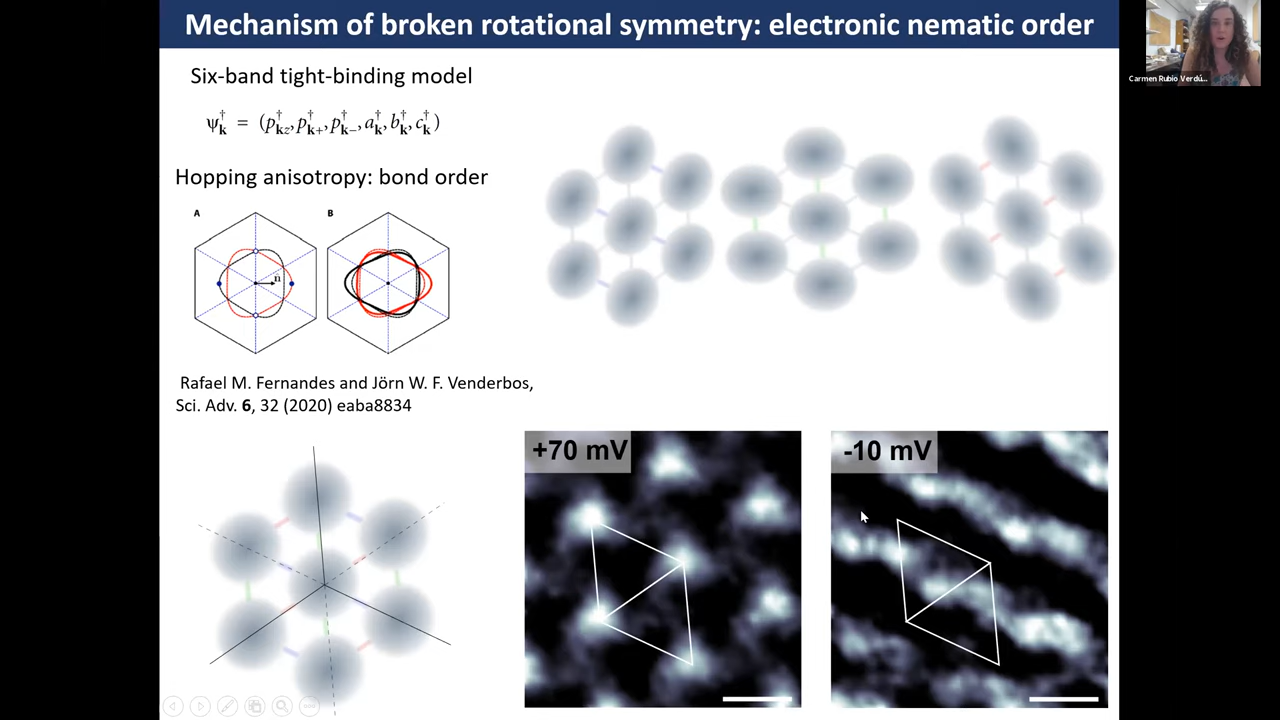 Mechanism of broken rotational symmetry: electronic nematic order
Carmen Rubio Verdú...
Six-band tight-binding model
ψ†k = (p†kz, p†k+, p†k−, a†k, b†k, c†k)
Hopping anisotropy: bond order
A
B
n
Rafael M. Fernandes and Jörn W. F. Venderbos,
Sci. Adv. 6, 32 (2020) eaba8834
+70 mV
-10 mV